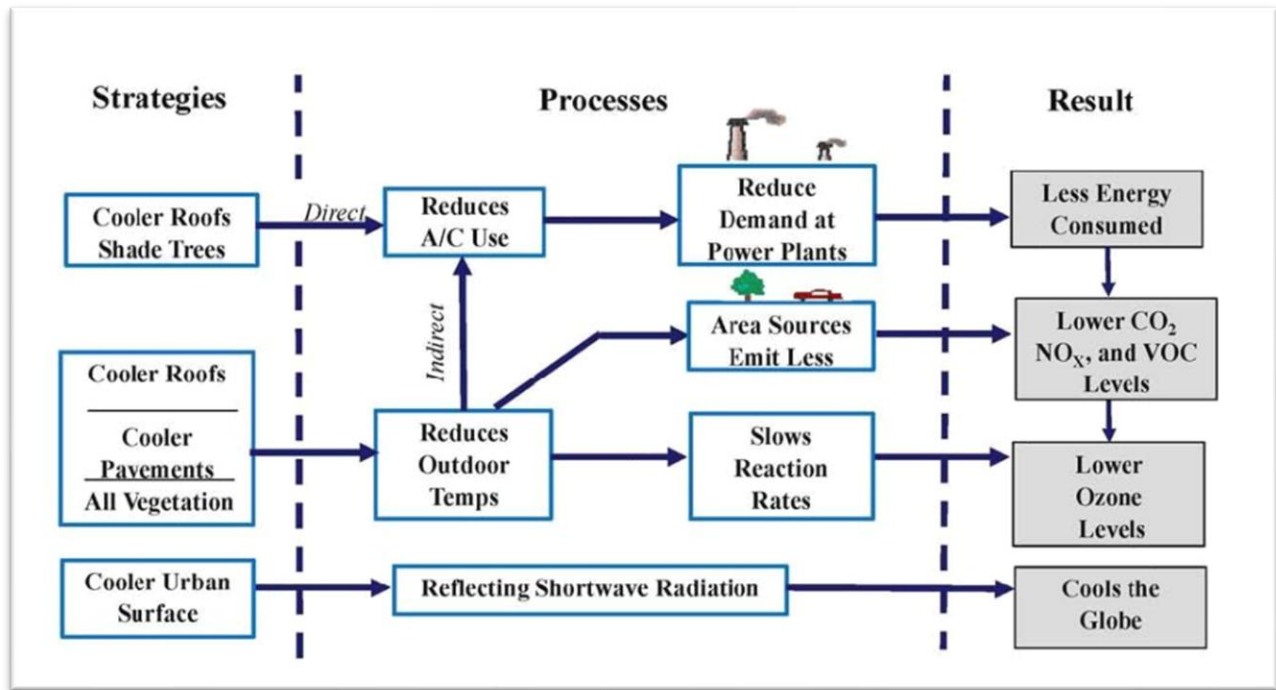 Strategies
Processes
Result
Cooler Roofs
Shade Trees
Direct
Reduces
A/C Use
Reduce
Demand at
Power Plants
Less Energy
Consumed
Indirect
Area Sources
Emit Less
Lower CO₂
NOₓ, and VOC
Levels
Cooler Roofs
Cooler
Pavements
All Vegetation
Reduces
Outdoor
Temps
Slows
Reaction
Rates
Lower
Ozone
Levels
Cooler Urban
Surface
Reflecting Shortwave Radiation
Cools the
Globe